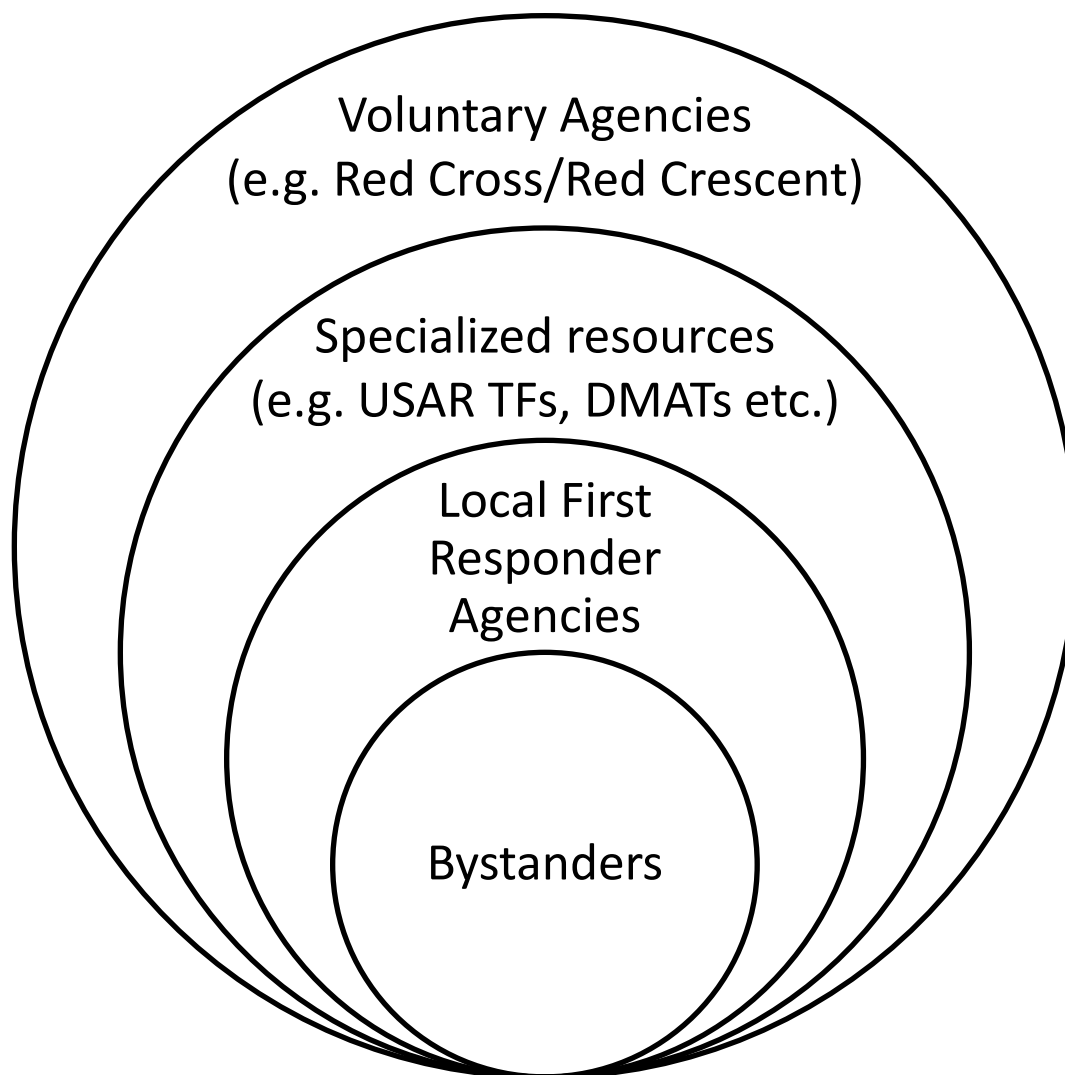 Voluntary Agencies
(e.g. Red Cross/Red Crescent)
Specialized resources
(e.g. USAR TFs, DMATs etc.)
Local First
Responder
Agencies
Bystanders